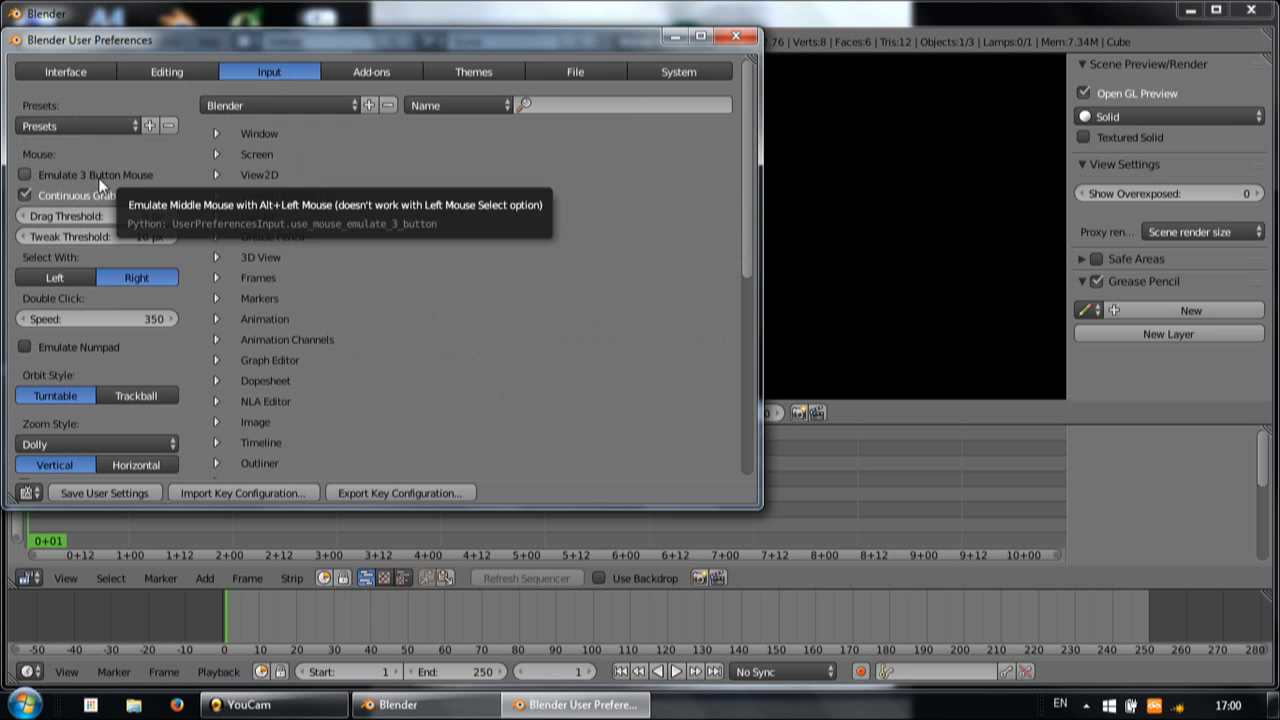 Blender
Blender User Preferences
2.76 | Verts:8 | Faces:6 | Tris:12 | Objects:1/3 | Lamps:0/1 | Mem:7.34M | Cube
Interface
Editing
Input
Add-ons
Themes
File
System
Presets:
Presets
Blender
Name
Mouse:
Emulate 3 Button Mouse
Continuous Grab
Drag Threshold:
Tweak Threshold: 10 px
Select With:
Left
Right
Double Click:
Speed: 350
Emulate Numpad
Orbit Style:
Turntable
Trackball
Zoom Style:
Dolly
Vertical
Horizontal
Window
Screen
View2D
Emulate Middle Mouse with Alt+Left Mouse (doesn't work with Left Mouse Select option)
Python: UserPreferencesInput.use_mouse_emulate_3_button
Grease Pencil
3D View
Frames
Markers
Animation
Animation Channels
Graph Editor
Dopesheet
NLA Editor
Image
Timeline
Outliner
Save User Settings
Import Key Configuration...
Export Key Configuration...
Scene Preview/Render
Open GL Preview
Solid
Textured Solid
View Settings
Show Overexposed: 0
Proxy ren... Scene render size
Safe Areas
Grease Pencil
New
New Layer
0+01
0+12 1+00 1+12 2+00 2+12 3+00 3+12 4+00 4+12 5+00 5+12 6+00 6+12 7+00 7+12 8+00 8+12 9+00 9+12 10+00
View Select Marker Add Frame Strip Refresh Sequencer Use Backdrop
-50 -40 -30 -20 -10 0 10 20 30 40 50 60 70 80 90 100 110 120 130 140 150 160 170 180 190 200 210 220 230 240 250 260 270 280
View Marker Frame Playback Start: 1 End: 250 1 No Sync
YouCam
Blender
Blender User Prefere...
EN
17:00